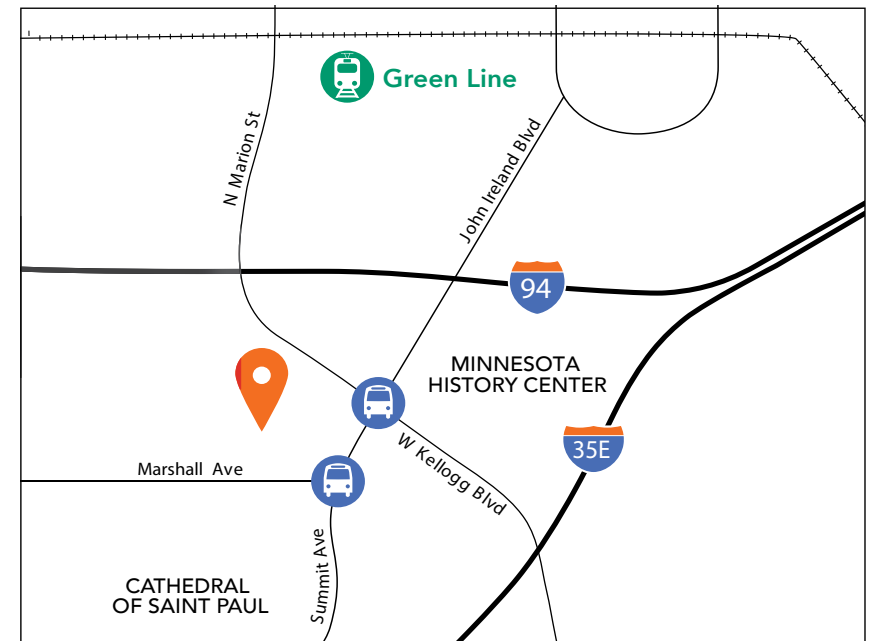 Green Line
N Marion St
John Ireland Blvd
94
MINNESOTA
HISTORY CENTER
35E
W Kellogg Blvd
Marshall Ave
Summit Ave
CATHEDRAL
OF SAINT PAUL